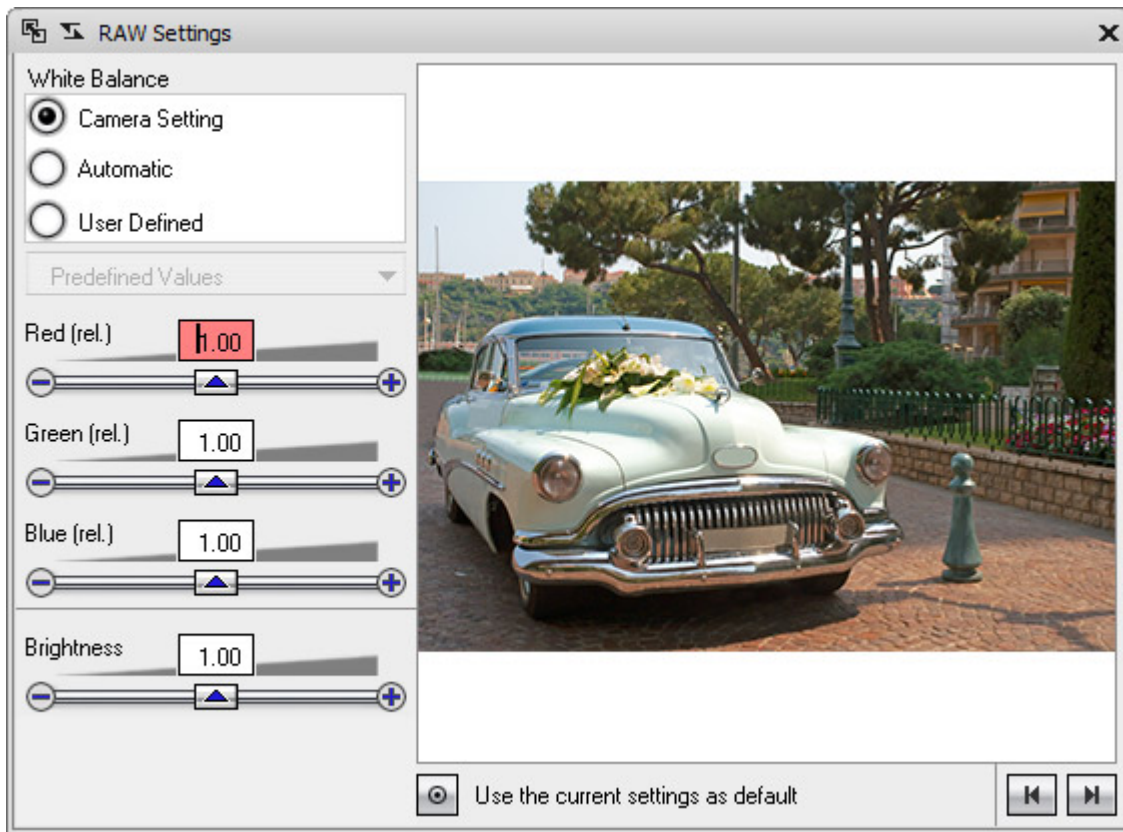 RAW Settings
White Balance
Camera Setting
Automatic
User Defined
Predefined Values
Red (rel.)
1.00
Green (rel.)
1.00
Blue (rel.)
1.00
Brightness
1.00
Use the current settings as default